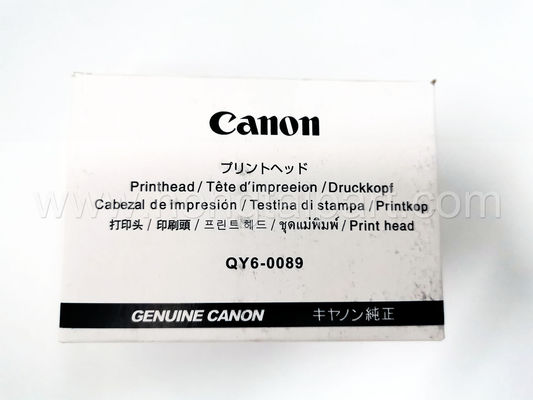 Canon
プリントヘッド
Printhead / Tête d'impreeion / Druckkopf
Cabezal de impresión / Testina di stampa / Printkop
打印头 / 印刷頭 / 프린트 헤드 / ชุดแม่พิมพ์ / Print head
QY6-0089
GENUINE CANON キヤノン純正